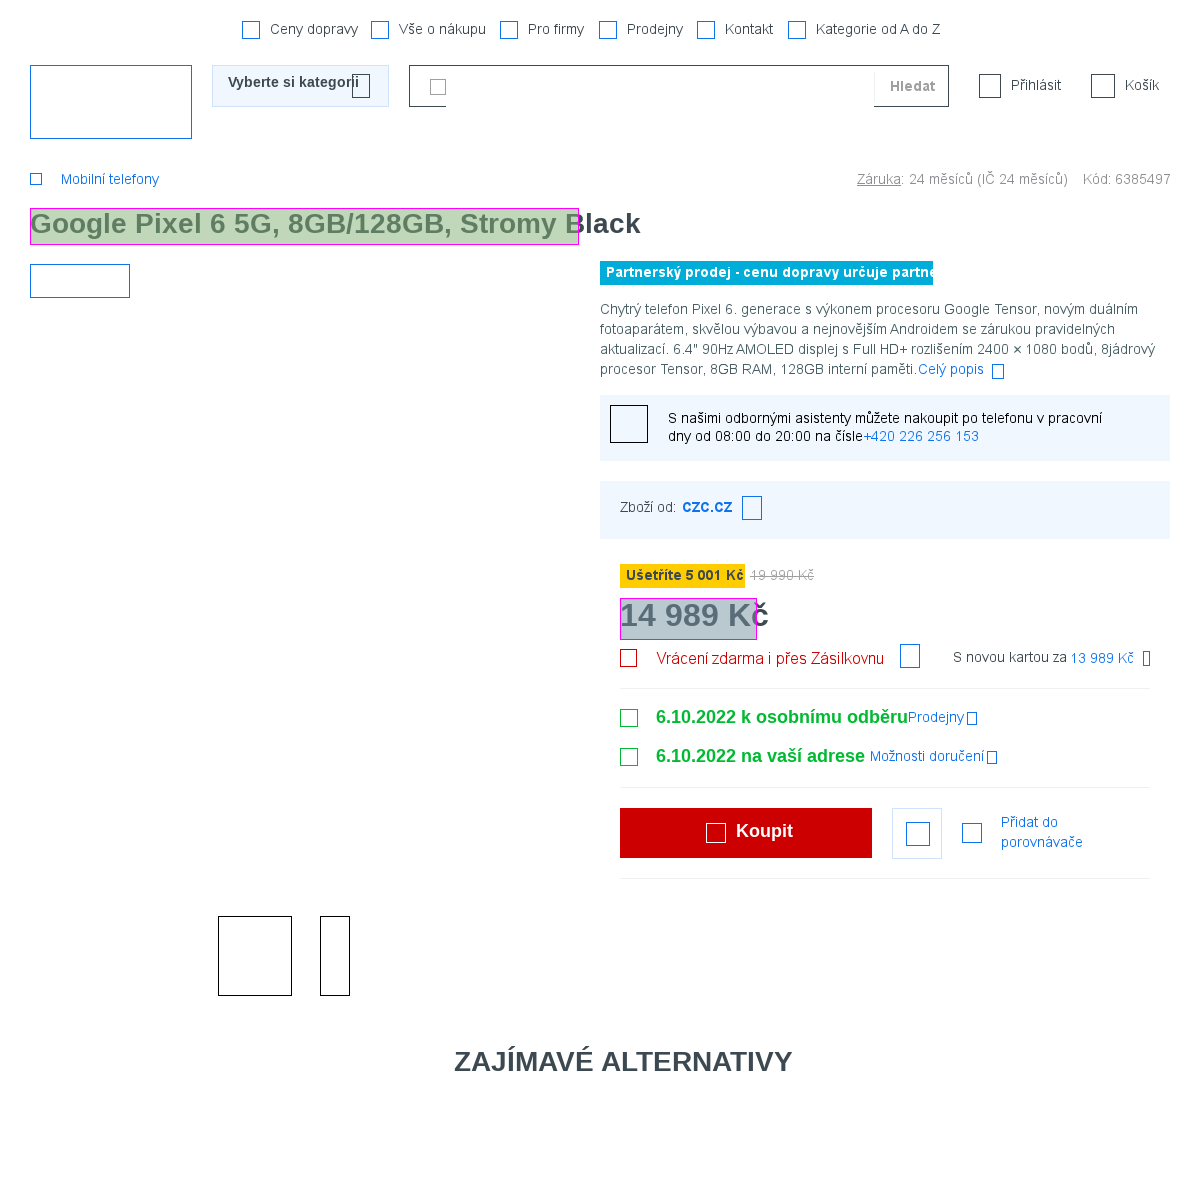 Ceny dopravy Vše o nákupu Pro firmy Prodejny Kontakt Kategorie od A do Z
Vyberte si kategorii Hledat Přihlásit Košík
Mobilní telefony Záruka: 24 měsíců (IČ 24 měsíců) Kód: 6385497
Google Pixel 6 5G, 8GB/128GB, Stromy Black
Partnerský prodej - cenu dopravy určuje
Chytrý telefon Pixel 6. generace s výkonem procesoru Google Tensor, novým duálním
fotoaparátem, skvělou výbavou a nejnovějším Androidem se zárukou pravidelných
aktualizací. 6.4" 90Hz AMOLED displej s Full HD+ rozlišením 2400 × 1080 bodů, 8jádrový
procesor Tensor, 8GB RAM, 128GB interní paměti.Celý popis
S našimi odbornými asistenty můžete nakoupit po telefonu v pracovní
dny od 08:00 do 20:00 na čísle+420 226 256 153
Zboží od: CZC.CZ
Ušetříte 5 001 Kč 19 990 Kč
14 989 Kč
Vrácení zdarma i přes Zásilkovnu S novou kartou za 13 989 Kč
6.10.2022 k osobnímu odběruProdejny
6.10.2022 na vaší adrese Možnosti doručení
Koupit
Přidat do
porovnávače
ZAJÍMAVÉ ALTERNATIVY